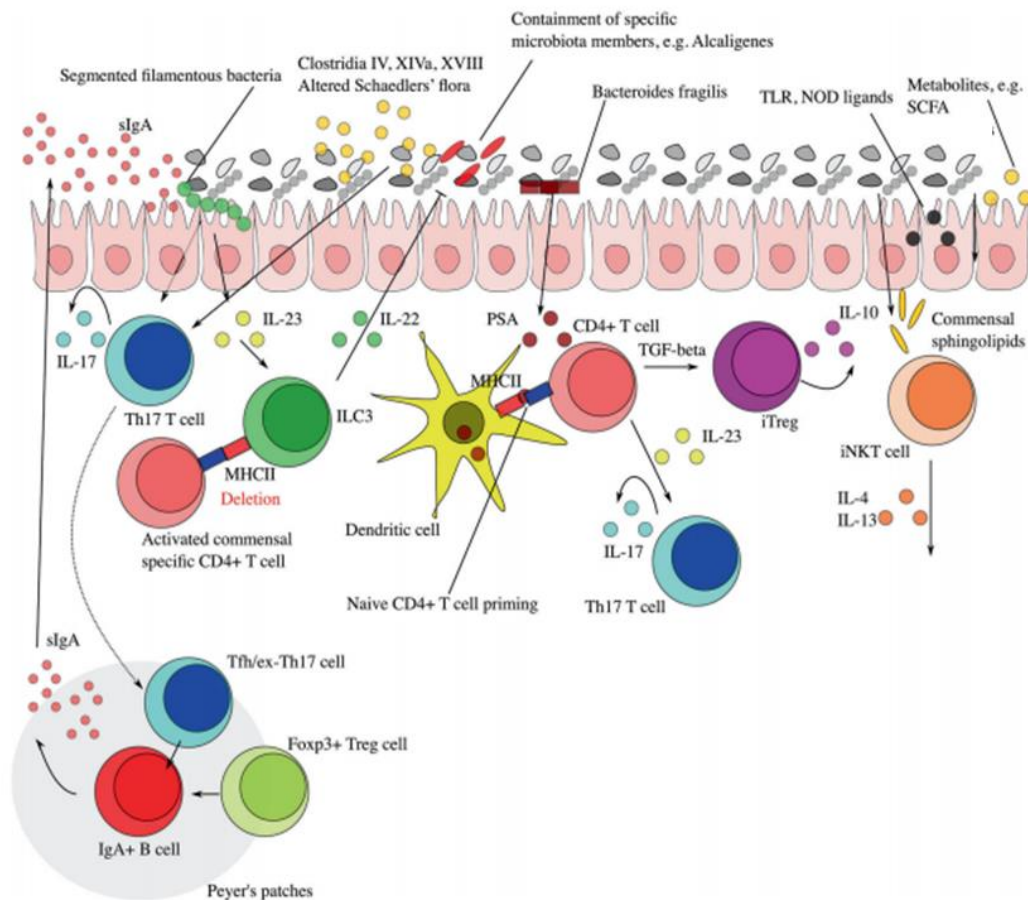 Containment of specific
microbiota members, e.g. Alcaligenes
Clostridia IV, XIVa, XVIII
Altered Schaedlers' flora
Segmented filamentous bacteria
Bacteroides fragilis
TLR, NOD ligands
Metabolites, e.g.
SCFA
s
sIgA
IL-17
Th17 T cell
IL-23
IL-22
ILC3
MHCII
Deletion
Activated commensal
specific CD4+ T cell
PSA
MHCII
CD4+ T cell
TGF-beta
Dendritic cell
Naive CD4+ T cell priming
IL-23
IL-17
Th17 T cell
iTreg
IL-10
Commensal
sphingolipids
iNKT cell
IL-4
IL-13
sIgA
Tfh/ex-Th17 cell
Foxp3+ Treg cell
IgA+ B cell
Peyer's patches